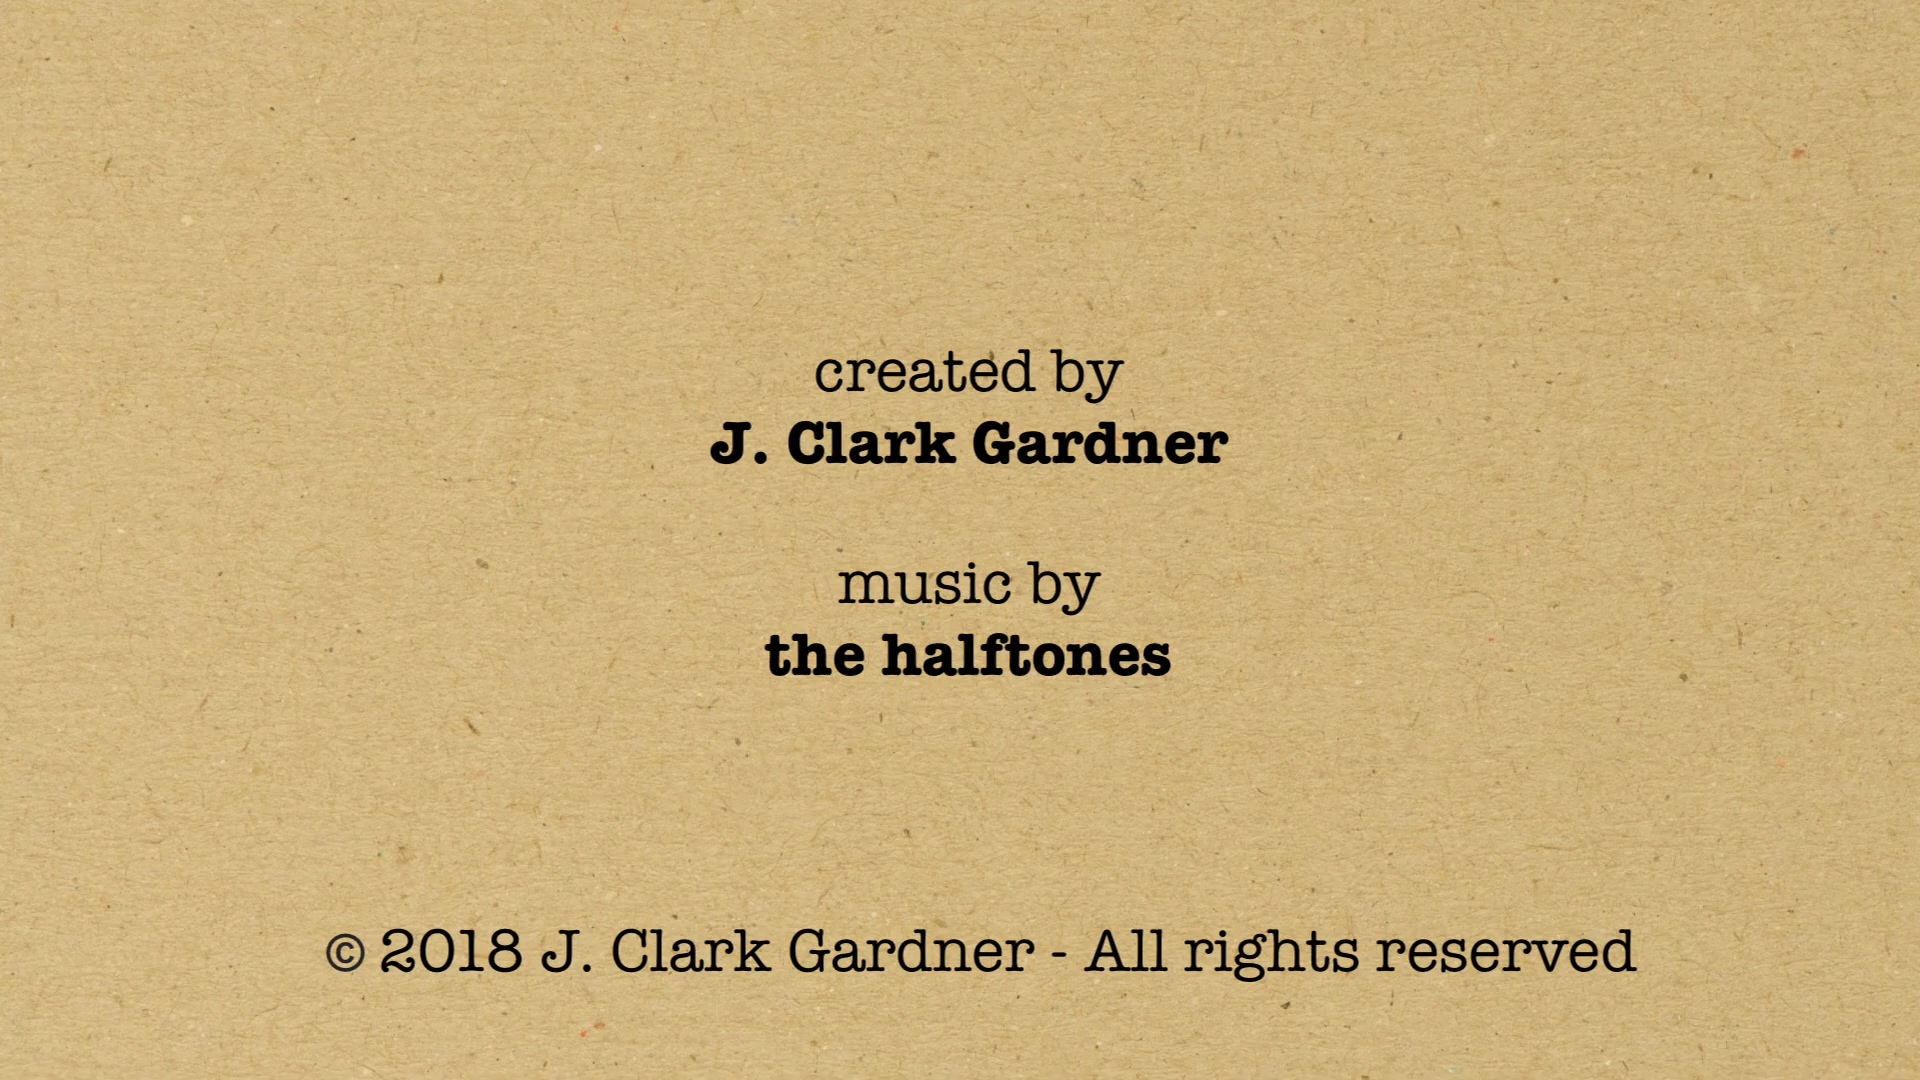 created by
J. Clark Gardner
music by
the halftones
© 2018 J. Clark Gardner - All rights reserved